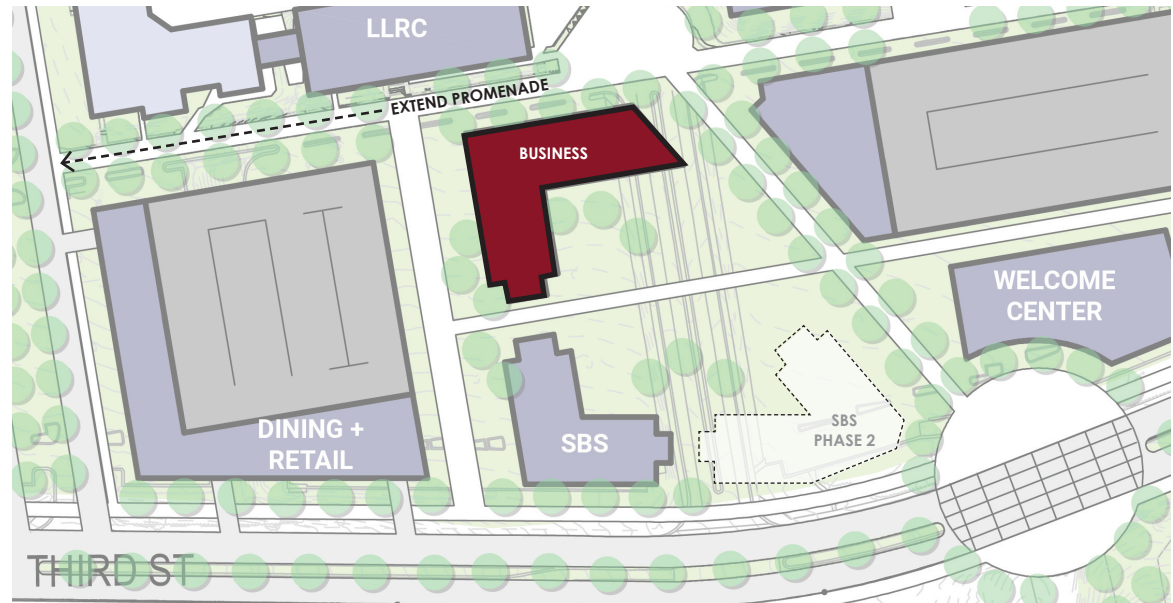 LLRC
EXTEND PROMENADE
BUSINESS
WELCOME
CENTER
DINING +
RETAIL
SBS
SBS
PHASE 2
THIRD ST